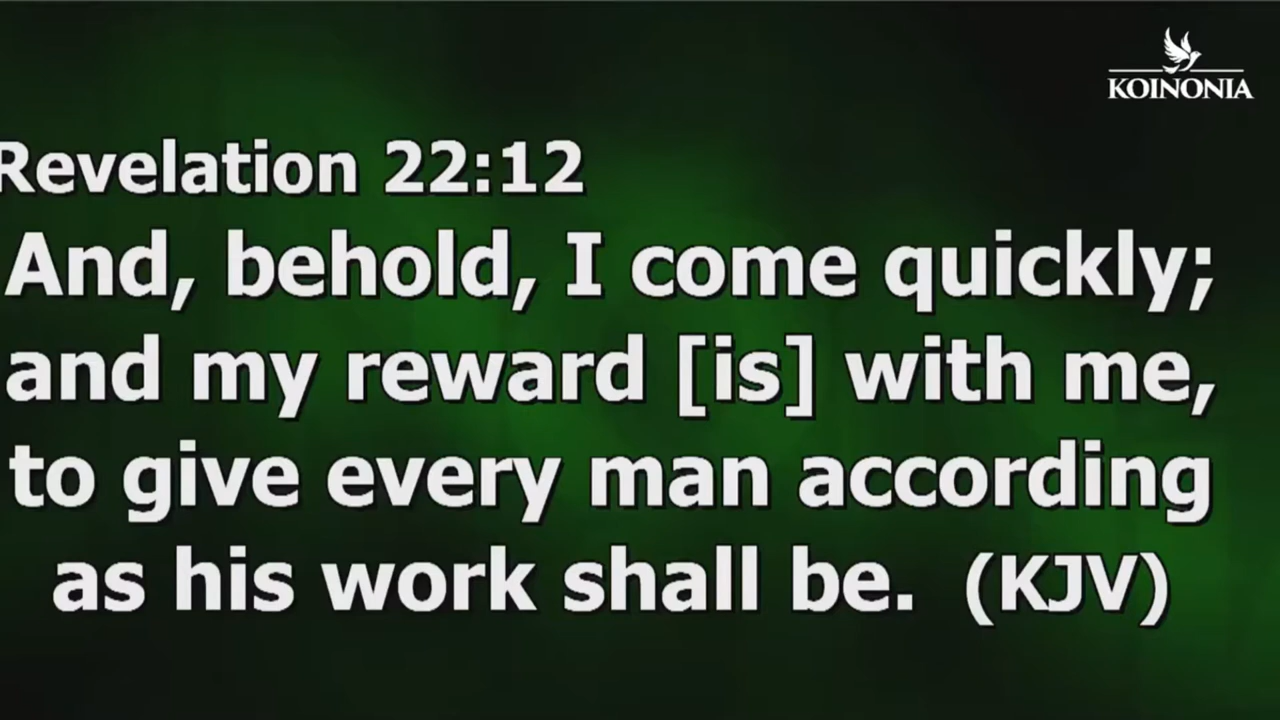 KOINONIA
Revelation 22:12
And, behold, I come quickly;
and my reward [is] with me,
to give every man according
as his work shall be. (KJV)